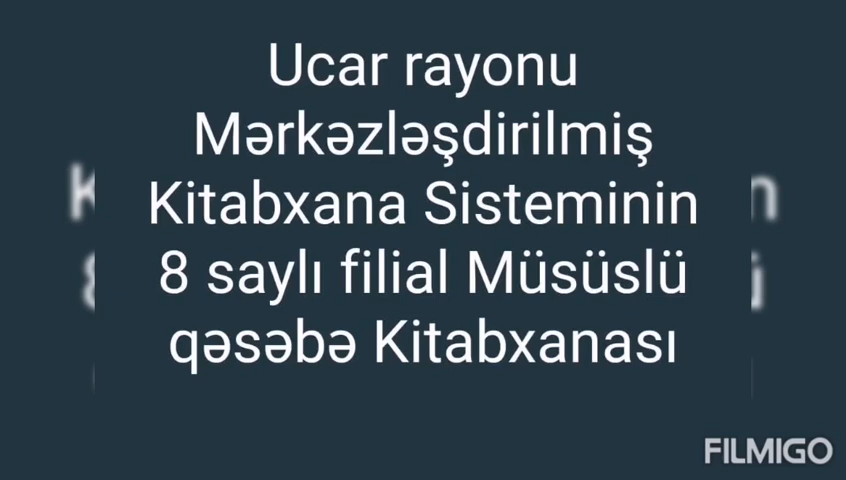 Ucar rayonu
Mərkəzləşdirilmiş
Kitabxana Sisteminin
8 saylı filial Müsüslü
qəsəbə Kitabxanası
FILMIGO